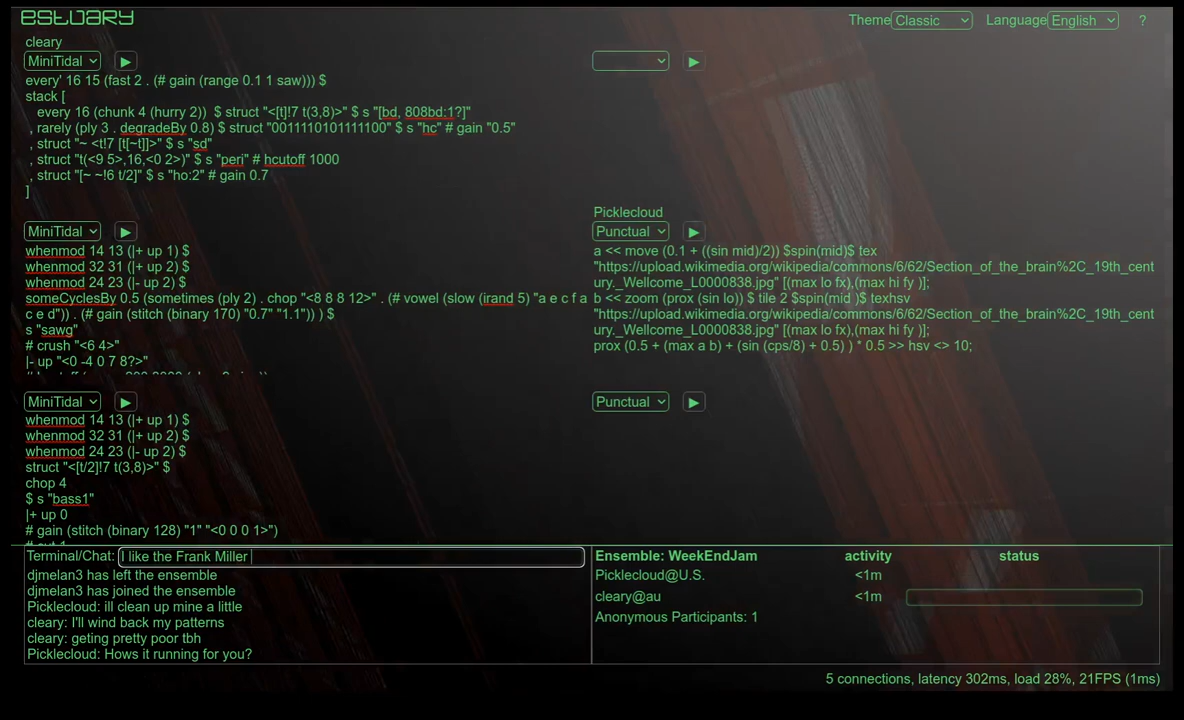 estuary
Theme Classic Language English ?
cleary
MiniTidal
every' 16 15 (fast 2 . (# gain (range 0.1 1 saw))) $
stack [
every 16 (chunk 4 (hurry 2)) $ struct "<[t]!7 t(3,8)>" $ s "[bd, 808bd:1?]"
, rarely (ply 3 . degradeBy 0.8) $ struct "0011110101111100" $ s "hc" # gain "0.5"
, struct "~ <t!7 [t[~t]]>" $ s "sd"
, struct "t(<9 5>,16,<0 2>)" $ s "peri" # hcutoff 1000
, struct "[~ ~!6 t/2]" $ s "ho:2" # gain 0.7
]
MiniTidal
whenmod 14 13 (|+ up 1) $
whenmod 32 31 (|+ up 2) $
whenmod 24 23 (|- up 2) $
someCyclesBy 0.5 (sometimes (ply 2) . chop "<8 8 8 12>" . (# vowel (slow (irand 5) "a e c f a
c e d")) . (# gain (stitch (binary 170) "0.7" "1.1")) ) $
s "sawg"
# crush "<6 4>"
|- up "<0 -4 0 7 8?>"
Picklecloud
Punctual
a << move (0.1 + ((sin mid)/2)) $spin(mid)$ tex
"https://upload.wikimedia.org/wikipedia/commons/6/62/Section_of_the_brain%2C_19th_cent
ury._Wellcome_L0000838.jpg" [(max lo fx),(max hi fy )];
b << zoom (prox (sin lo)) $ tile 2 $spin(mid )$ texhsv
"https://upload.wikimedia.org/wikipedia/commons/6/62/Section_of_the_brain%2C_19th_cent
ury._Wellcome_L0000838.jpg" [(max lo fx),(max hi fy )];
prox (0.5 + (max a b) + (sin (cps/8) + 0.5) ) * 0.5 >> hsv <> 10;
MiniTidal
whenmod 14 13 (|+ up 1) $
whenmod 32 31 (|+ up 2) $
whenmod 24 23 (|- up 2) $
struct "<[t/2]!7 t(3,8)>" $
chop 4
$ s "bass1"
|+ up 0
# gain (stitch (binary 128) "1" "<0 0 0 1>")
Punctual
Terminal/Chat: I like the Frank Miller
djmelan3 has left the ensemble
djmelan3 has joined the ensemble
Picklecloud: ill clean up mine a little
cleary: I'll wind back my patterns
cleary: geting pretty poor tbh
Picklecloud: Hows it running for you?
Ensemble: WeekEndJam activity status
Picklecloud@U.S. <1m
cleary@au <1m
Anonymous Participants: 1
5 connections, latency 302ms, load 28%, 21FPS (1ms)